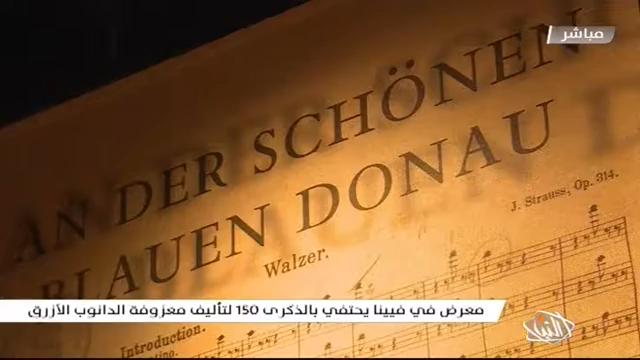 مباشر
AN DER SCHÖNEN
BLAUEN DONAU
J. Strauss, Op. 314.
Walzer.
معرض في فيينا يحتفي بالذكرى 150 لتأليف معزوفة الدانوب الأزرق
Introduction.